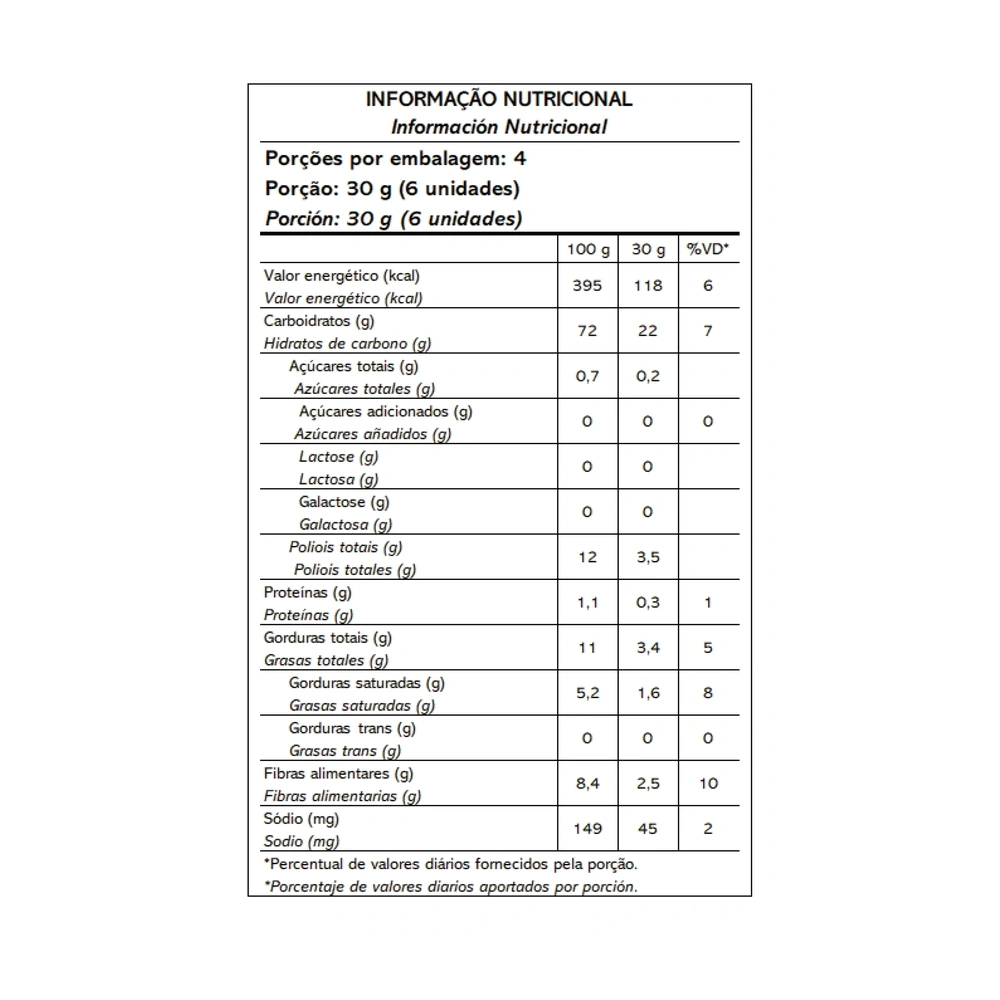 INFORMAÇÃO NUTRICIONAL
Información Nutricional
Porções por embalagem: 4
Porção: 30 g (6 unidades)
Porción: 30 g (6 unidades)
100 g 30 g %VD*
Valor energético (kcal)
Valor energético (kcal)
395 118 6
Carboidratos (g)
Hidratos de carbono (g)
72 22 7
Açúcares totais (g)
Azúcares totales (g)
0,7 0,2
Açúcares adicionados (g)
Azúcares añadidos (g)
0 0 0
Lactose (g)
Lactosa (g)
0 0
Galactose (g)
Galactosa (g)
0 0
Poliois totais (g)
Poliois totales (g)
12 3,5
Proteínas (g)
Proteínas (g)
1,1 0,3 1
Gorduras totais (g)
Grasas totales (g)
11 3,4 5
Gorduras saturadas (g)
Grasas saturadas (g)
5,2 1,6 8
Gorduras trans (g)
Grasas trans (g)
0 0 0
Fibras alimentares (g)
Fibras alimentarias (g)
8,4 2,5 10
Sódio (mg)
Sodio (mg)
149 45 2
*Percentual de valores diários fornecidos pela porção.
*Porcentaje de valores diarios aportados por porción.